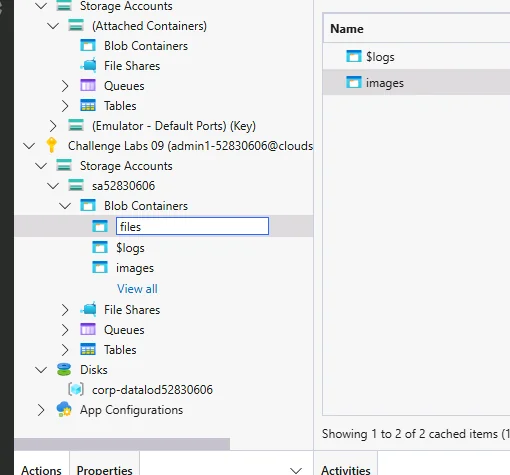 Storage Accounts
(Attached Containers)
Blob Containers
File Shares
Queues
Tables
(Emulator - Default Ports) (Key)
Challenge Labs 09 (admin1-52830606@clouds
Storage Accounts
sa52830606
Blob Containers
files
$logs
images
View all
File Shares
Queues
Tables
Disks
corp-datalod52830606
App Configurations
Actions
Properties
Name
$logs
images
Showing 1 to 2 of 2 cached items (1
Activities